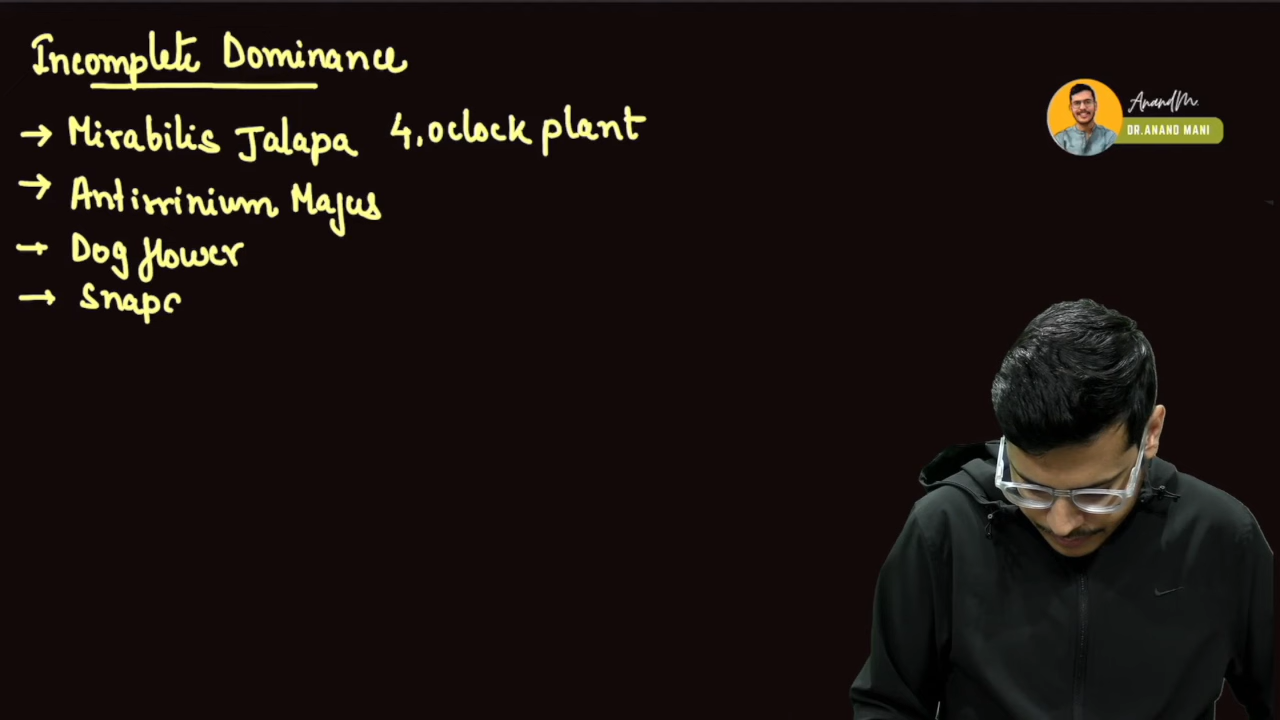 Incomplete Dominance
→ Mirabilis Jalapa 4.oclock plant
→ Antirrinium Majus
→ Dog flower
→ Snapc
AnandM.
DR.ANAND MANI